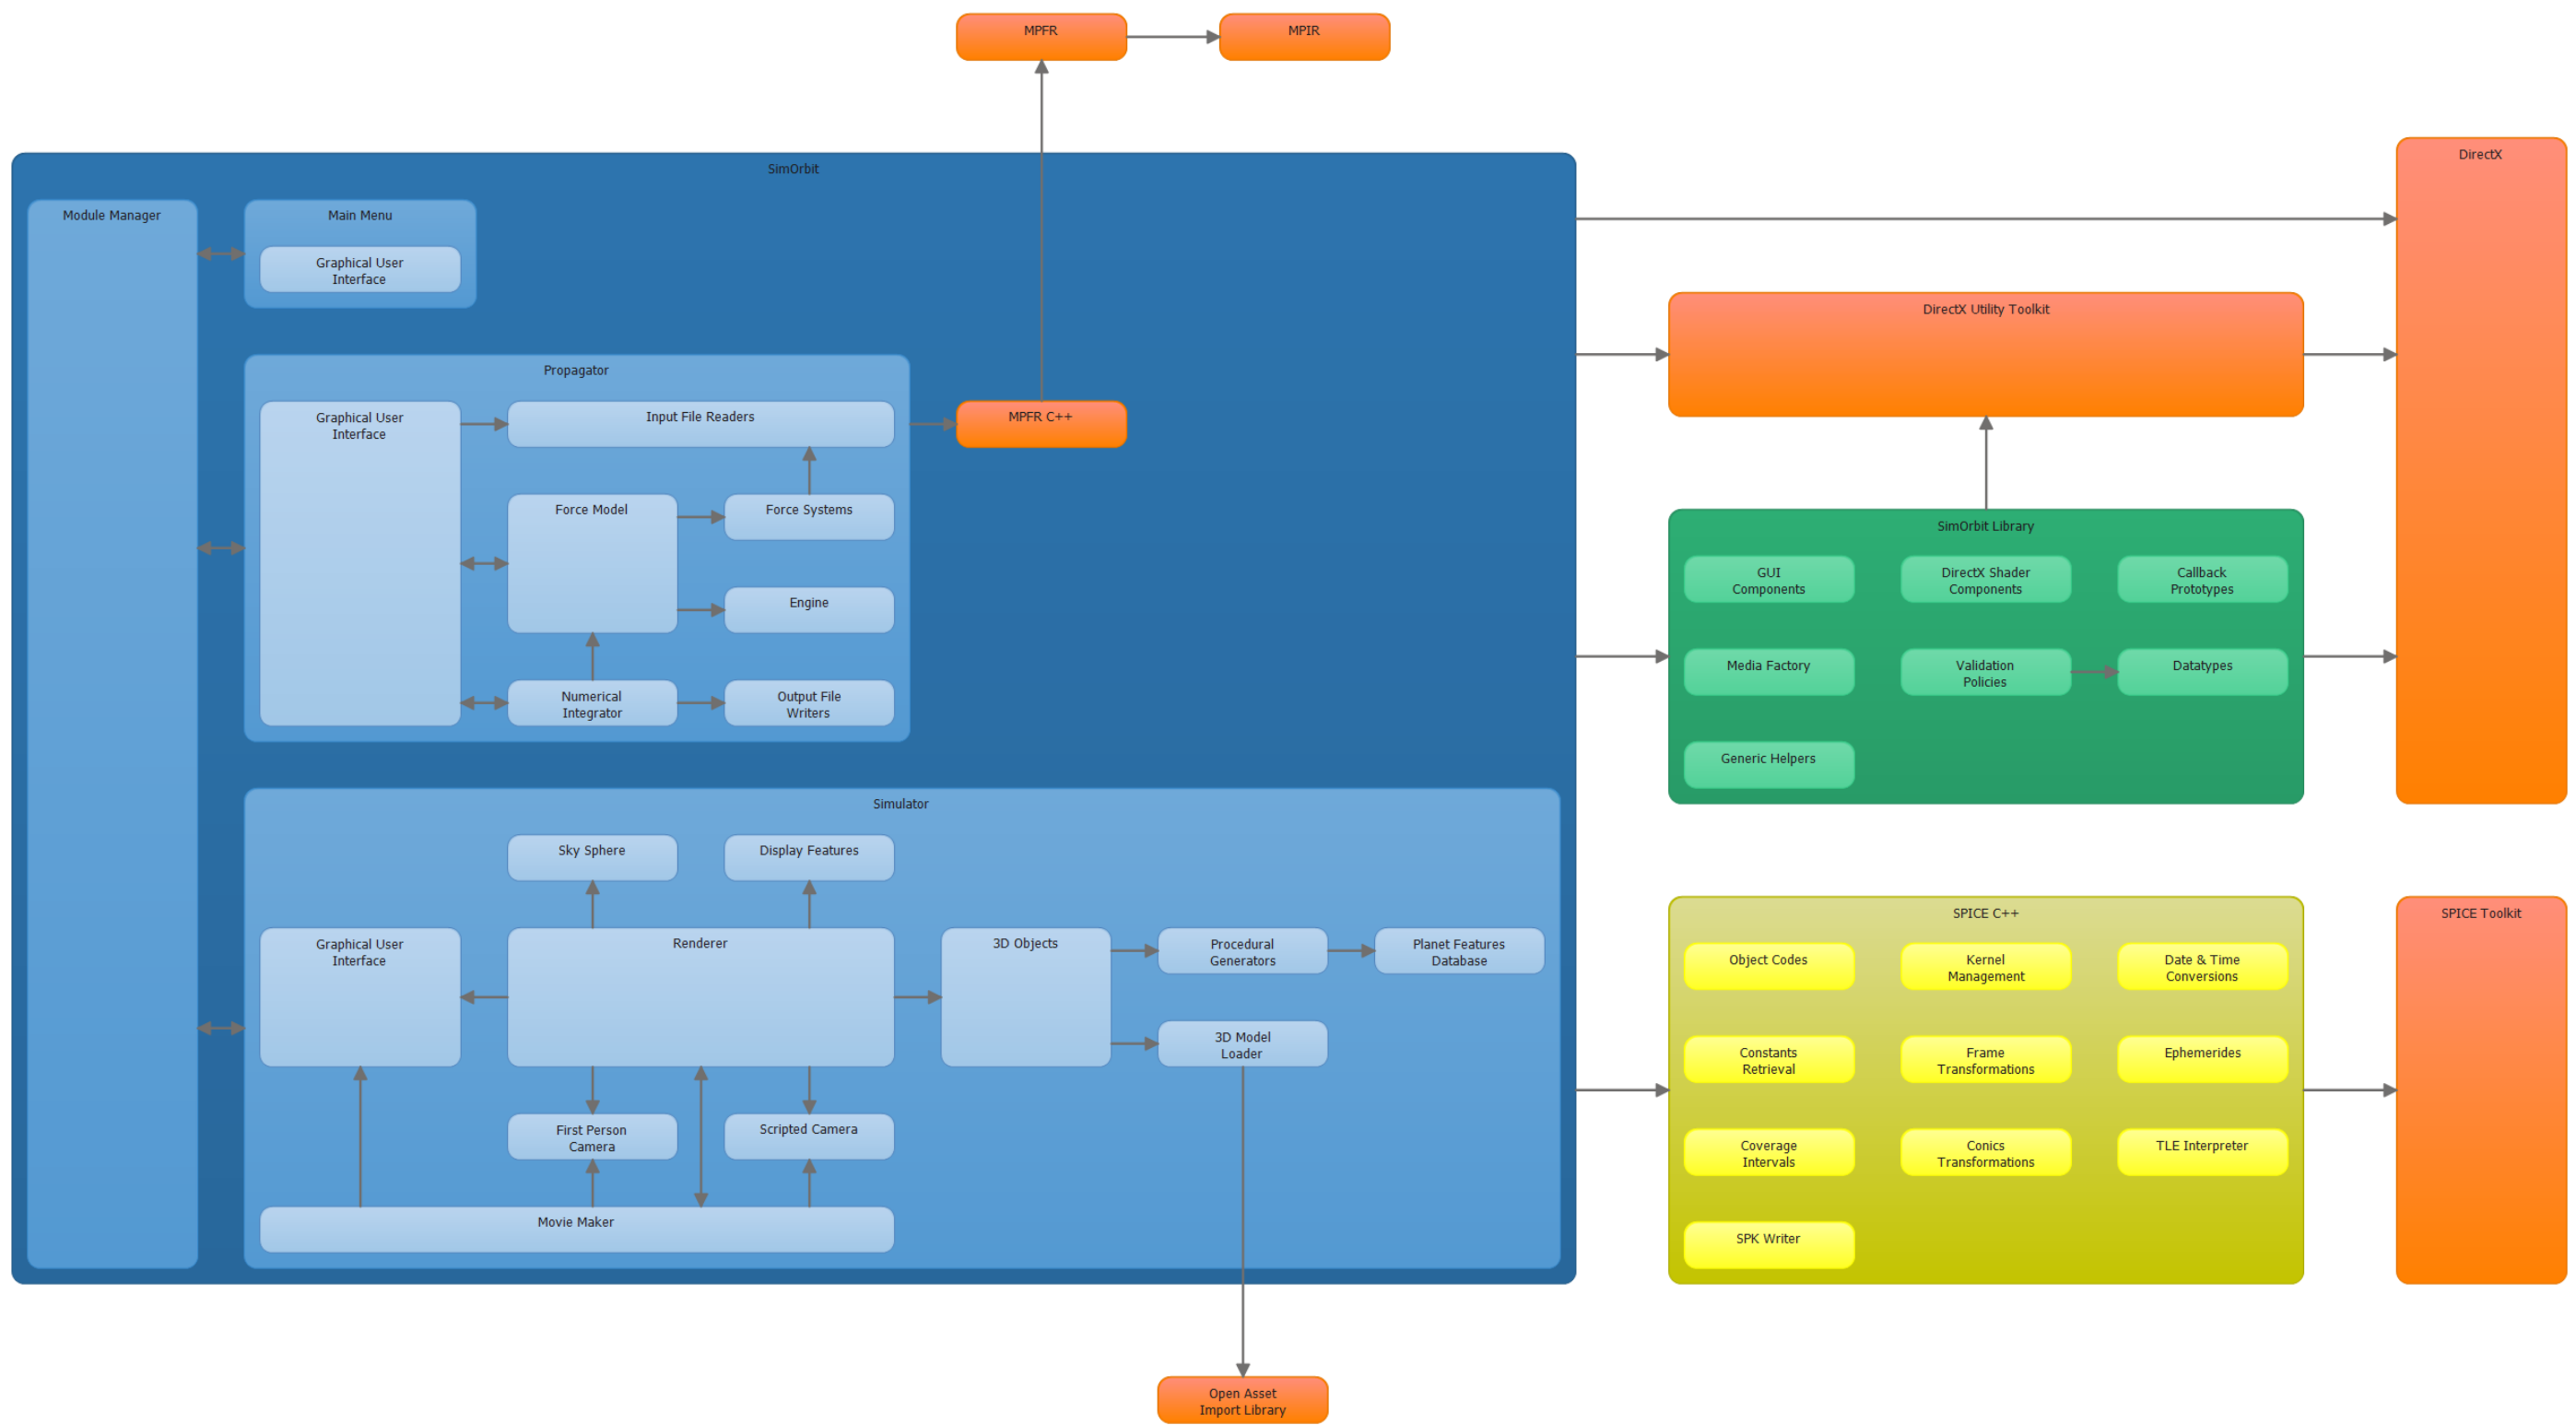 MPFR
MPIR
SimOrbit
DirectX
Module Manager
Main Menu
Graphical User
Interface
DirectX Utility Toolkit
Propagator
Graphical User
Interface
Input File Readers
MPFR C++
Force Model
Force Systems
Engine
Numerical
Integrator
Output File
Writers
SimOrbit Library
GUI
Components
DirectX Shader
Components
Callback
Prototypes
Media Factory
Validation
Policies
Datatypes
Generic Helpers
Simulator
Sky Sphere
Display Features
Graphical User
Interface
Renderer
3D Objects
Procedural
Generators
Planet Features
Database
3D Model
Loader
First Person
Camera
Scripted Camera
Movie Maker
SPICE C++
SPICE Toolkit
Object Codes
Kernel
Management
Date & Time
Conversions
Constants
Retrieval
Frame
Transformations
Ephemerides
Coverage
Intervals
Conics
Transformations
TLE Interpreter
SPK Writer
Open Asset
Import Library